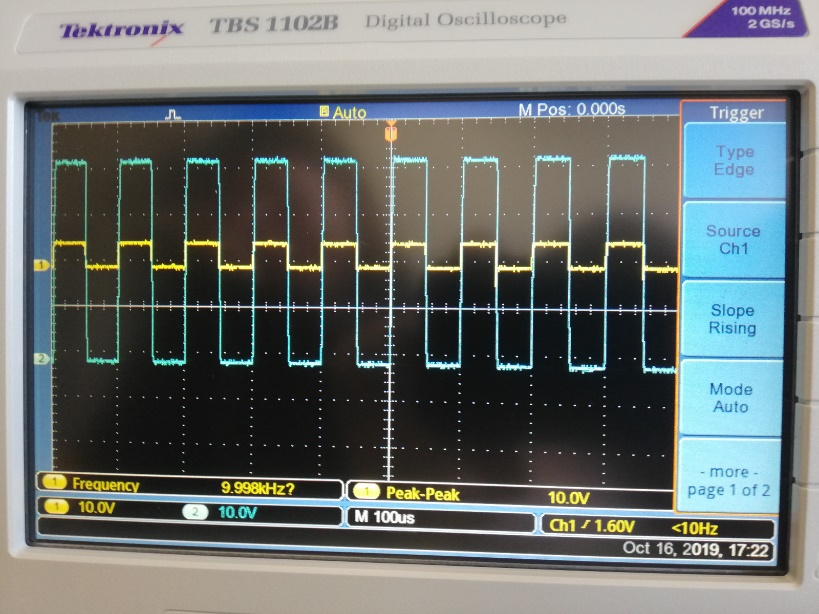 Tektronix TBS 1102B Digital Oscilloscope
100 MHz
2 GS/s
Tek Auto M Pos: 0.000s
Trigger
Type
Edge
Source
Ch1
Slope
Rising
Mode
Auto
- more -
page 1 of 2
1
2
1 Frequency 9.998kHz?
1 Peak-Peak 10.0V
1 10.0V 2 10.0V
M 100us
Ch1 1.60V <10Hz
Oct 16, 2019, 17:22